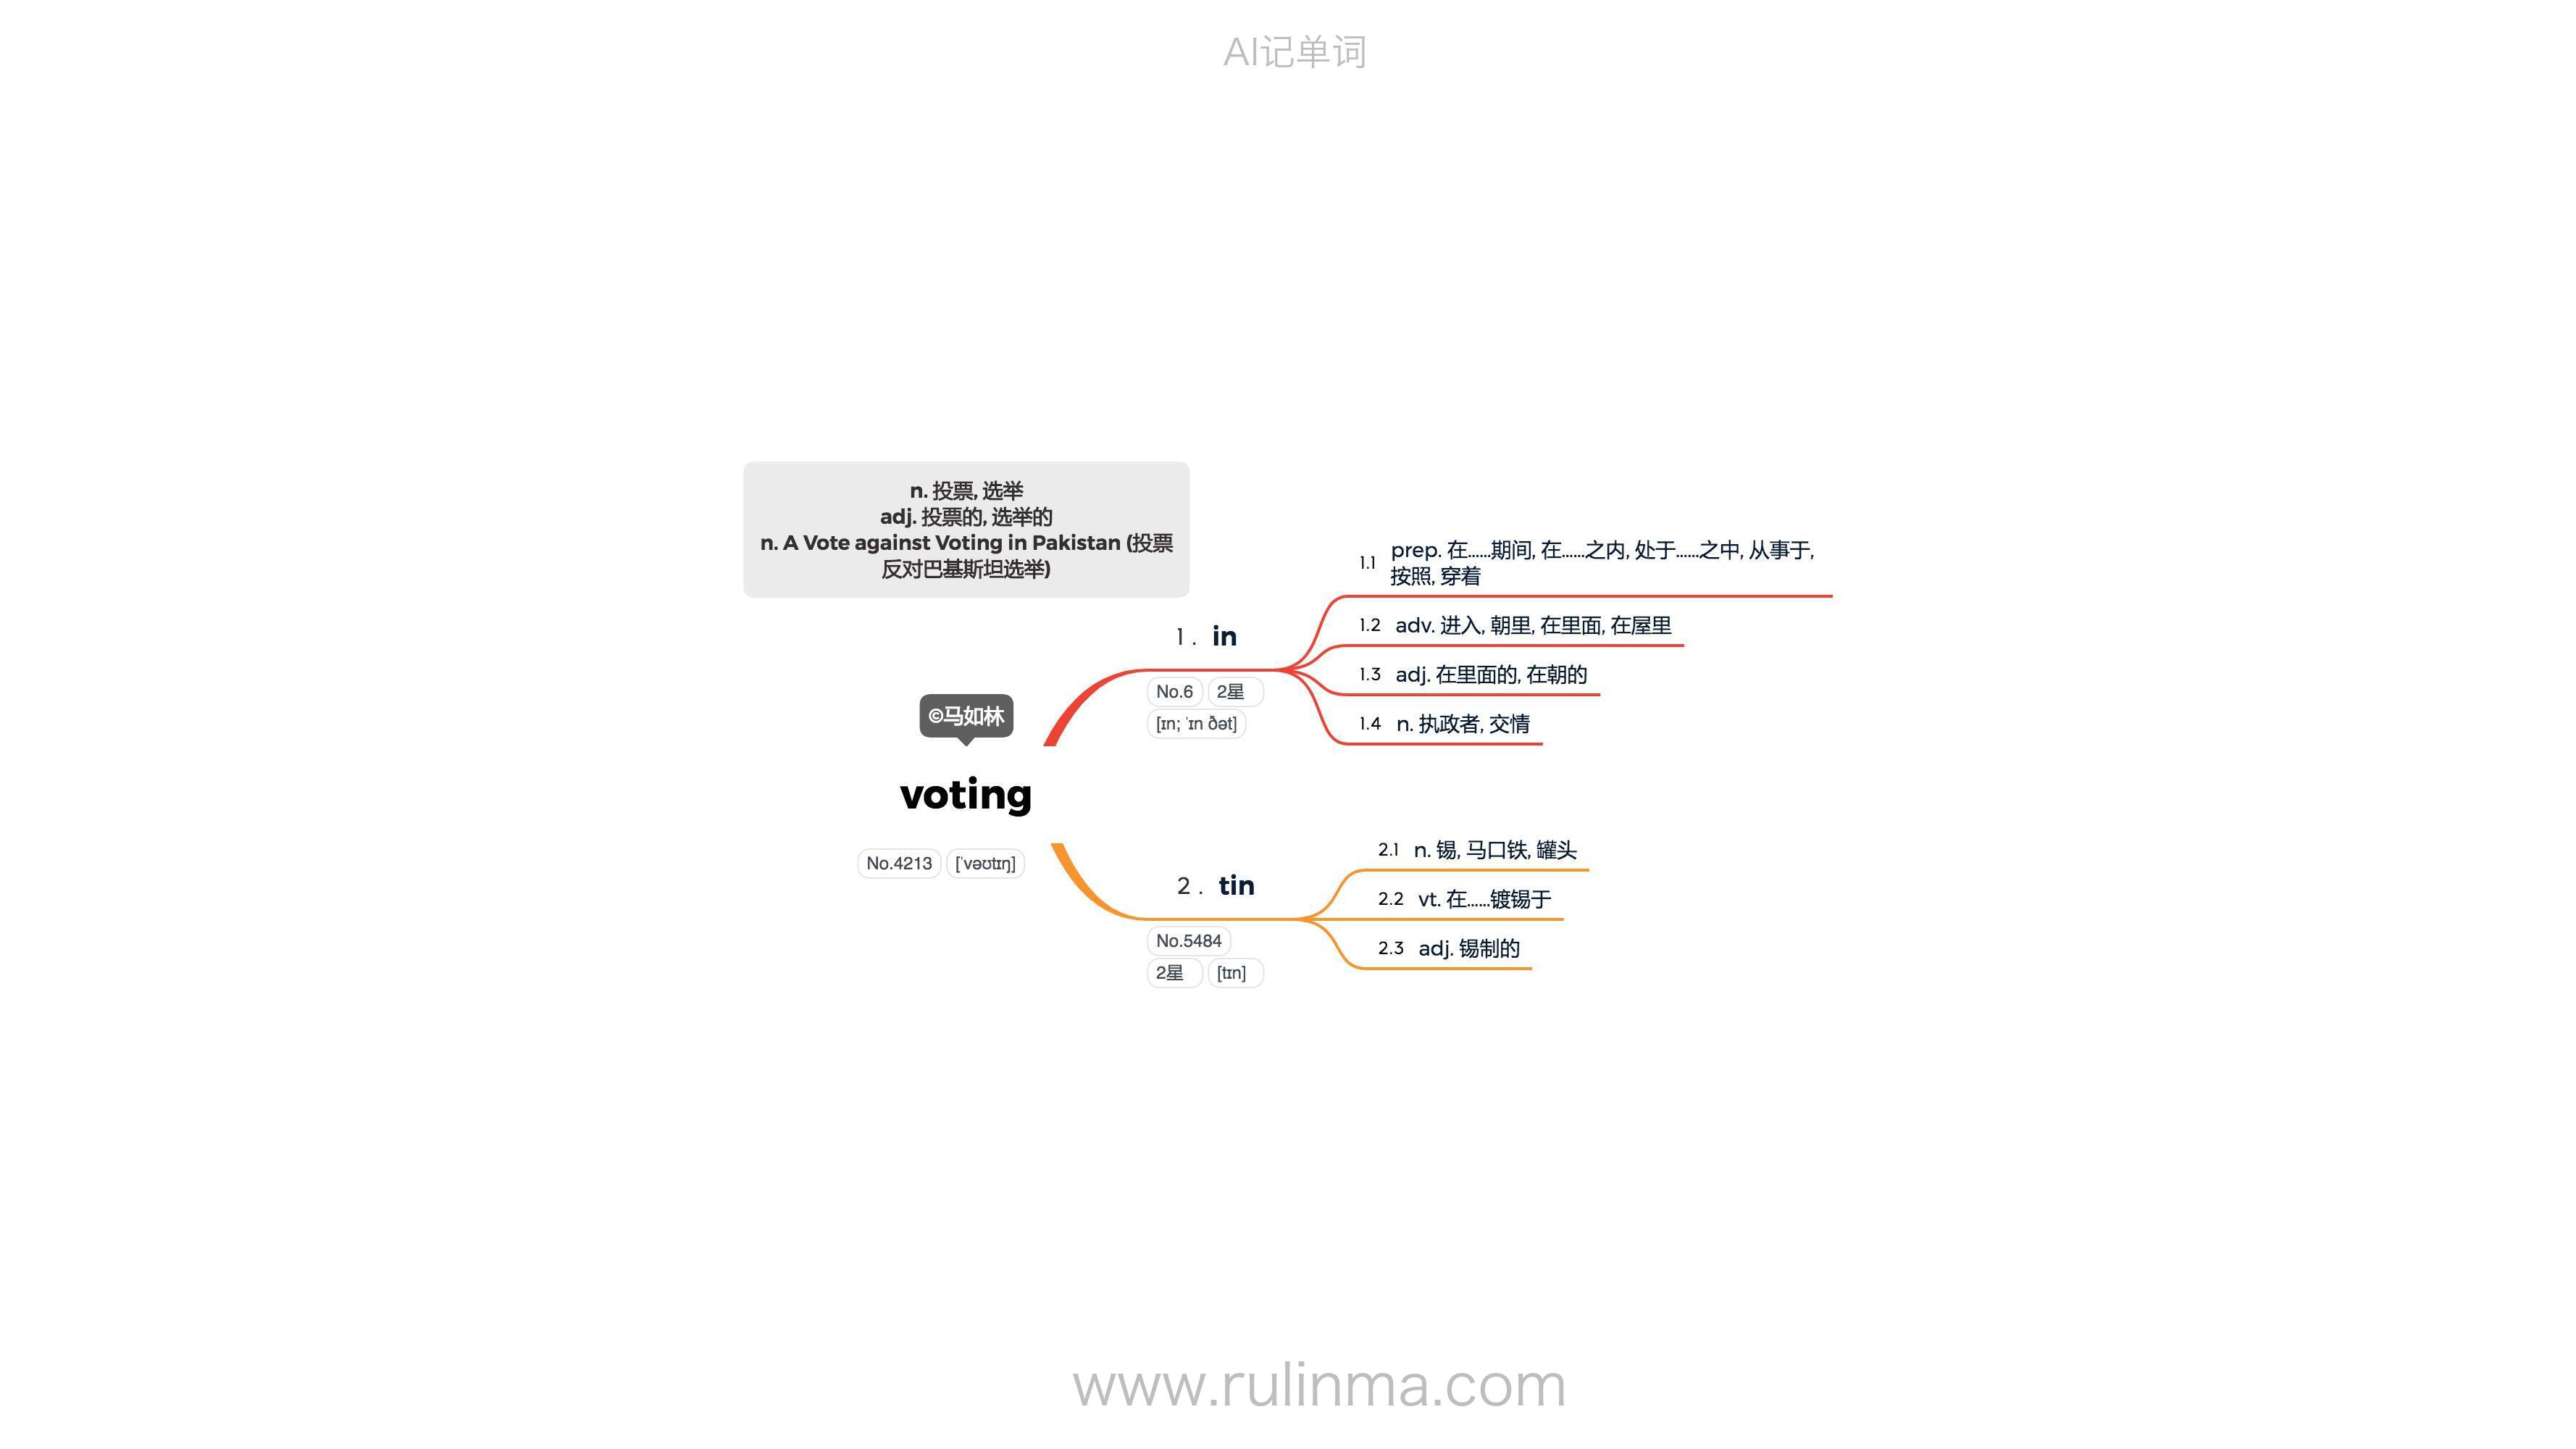 AI记单词
n. 投票, 选举
adj. 投票的, 选举的
n. A Vote against Voting in Pakistan (投票
反对巴基斯坦选举)
©马如林
voting
No.4213 [ˈvəʊtɪŋ]
1. in
No.6 2星
[ɪn; ˈɪn ðət]
1.1 prep. 在……期间, 在……之内, 处于……之中, 从事于,
按照, 穿着
1.2 adv. 进入, 朝里, 在里面, 在屋里
1.3 adj. 在里面的, 在朝的
1.4 n. 执政者, 交情
2. tin
No.5484
2星 [tɪn]
2.1 n. 锡, 马口铁, 罐头
2.2 vt. 在……镀锡于
2.3 adj. 锡制的
www.rulinma.com